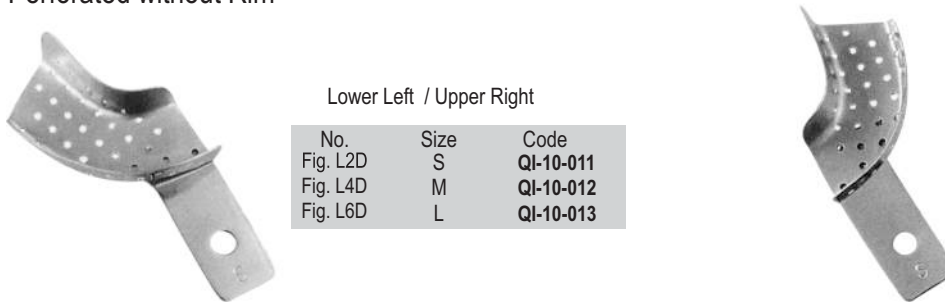 Perforated without Rim
Lower Left / Upper Right
No. Size Code
Fig. L2D S QI-10-011
Fig. L4D M QI-10-012
Fig. L6D L QI-10-013